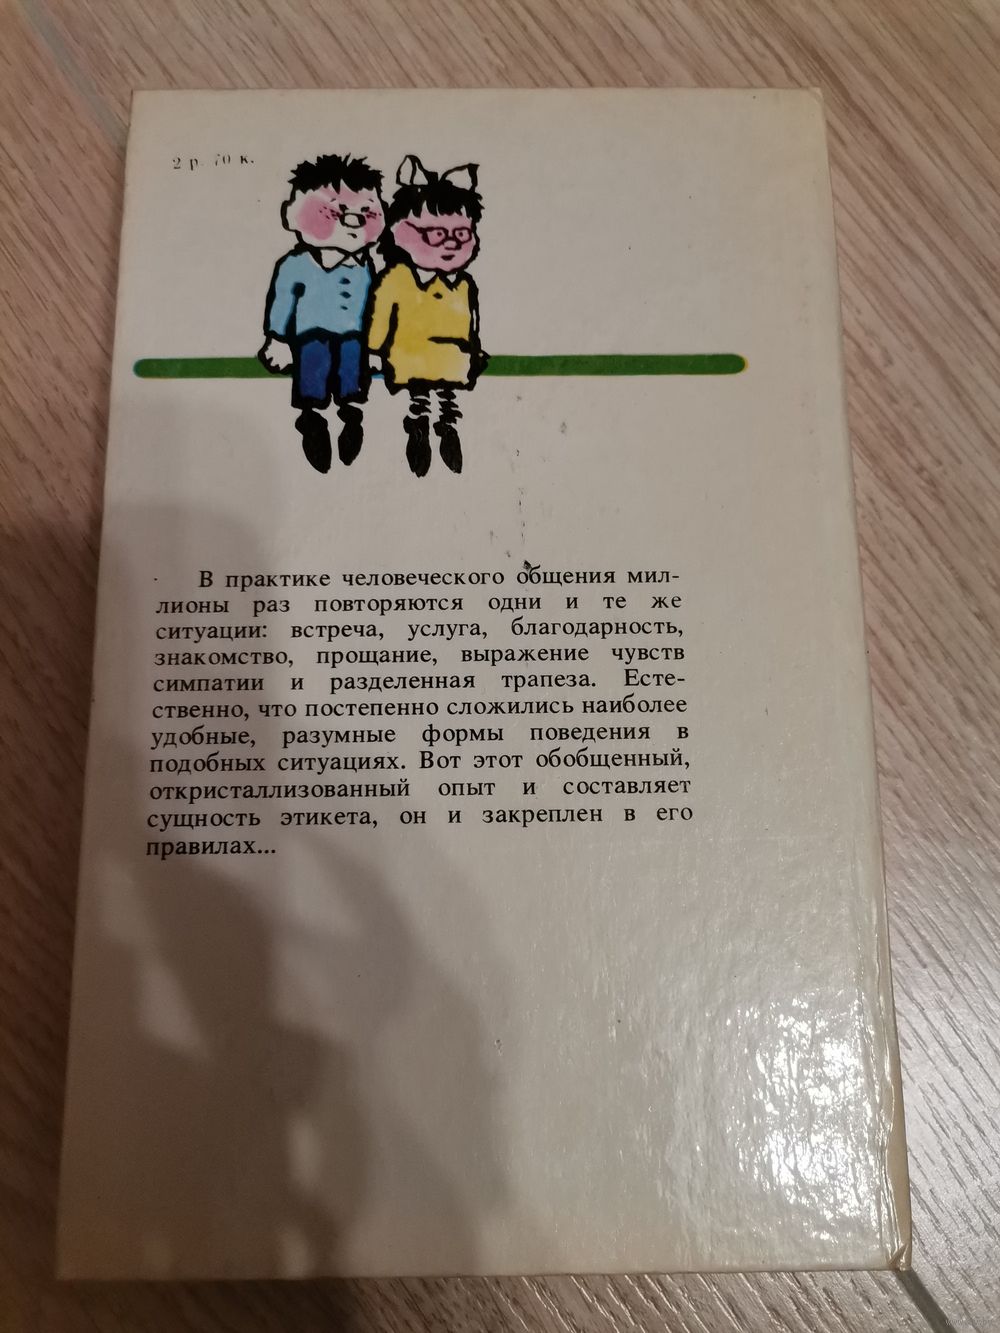 2 р. 70 к.
В практике человеческого общения мил-
лионы раз повторяются одни и те же
ситуации: встреча, услуга, благодарность,
знакомство, прощание, выражение чувств
симпатии и разделенная трапеза. Есте-
ственно, что постепенно сложились наиболее
удобные, разумные формы поведения в
подобных ситуациях. Вот этот обобщенный,
откристаллизованный опыт и составляет
сущность этикета, он и закреплен в его
правилах...